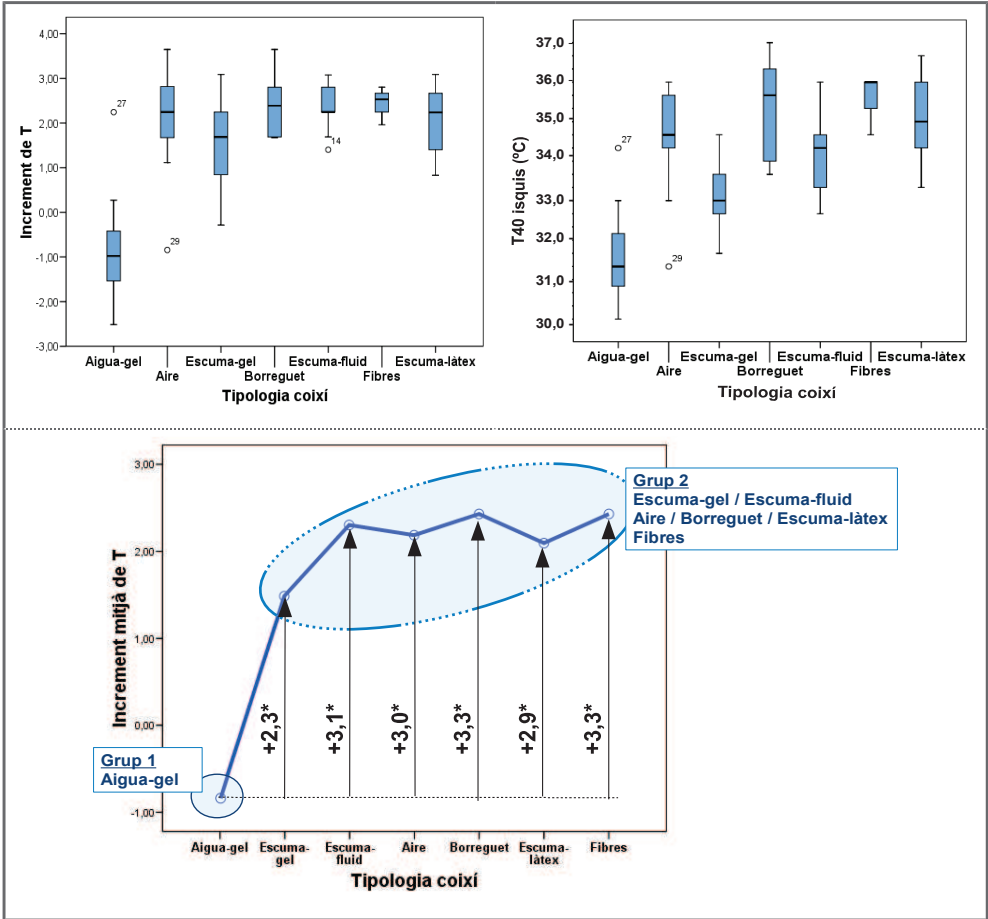 4,00
3,00
2,00
1,00
0,00
-1,00
-2,00
-3,00
Increment de T
27
29
14
Aigua-gel
Aire
Escuma-gel
Borreguet
Escuma-fluid
Fibres
Escuma-làtex
Tipologia coixí
37,0
36,0
35,0
34,0
33,0
32,0
31,0
30,0
T40 isquis (ºC)
27
29
Aigua-gel
Aire
Escuma-gel
Borreguet
Escuma-fluid
Fibres
Escuma-làtex
Tipologia coixí
3,00
2,00
1,00
0,00
-1,00
Increment mitjà de T
Grup 1
Aigua-gel
Grup 2
Escuma-gel / Escuma-fluid
Aire / Borreguet / Escuma-làtex
Fibres
+2,3*
+3,1*
+3,0*
+3,3*
+2,9*
+3,3*
Aigua-gel
Escuma-
gel
Escuma-
fluid
Aire
Borreguet
Escuma-
làtex
Fibres
Tipologia coixí